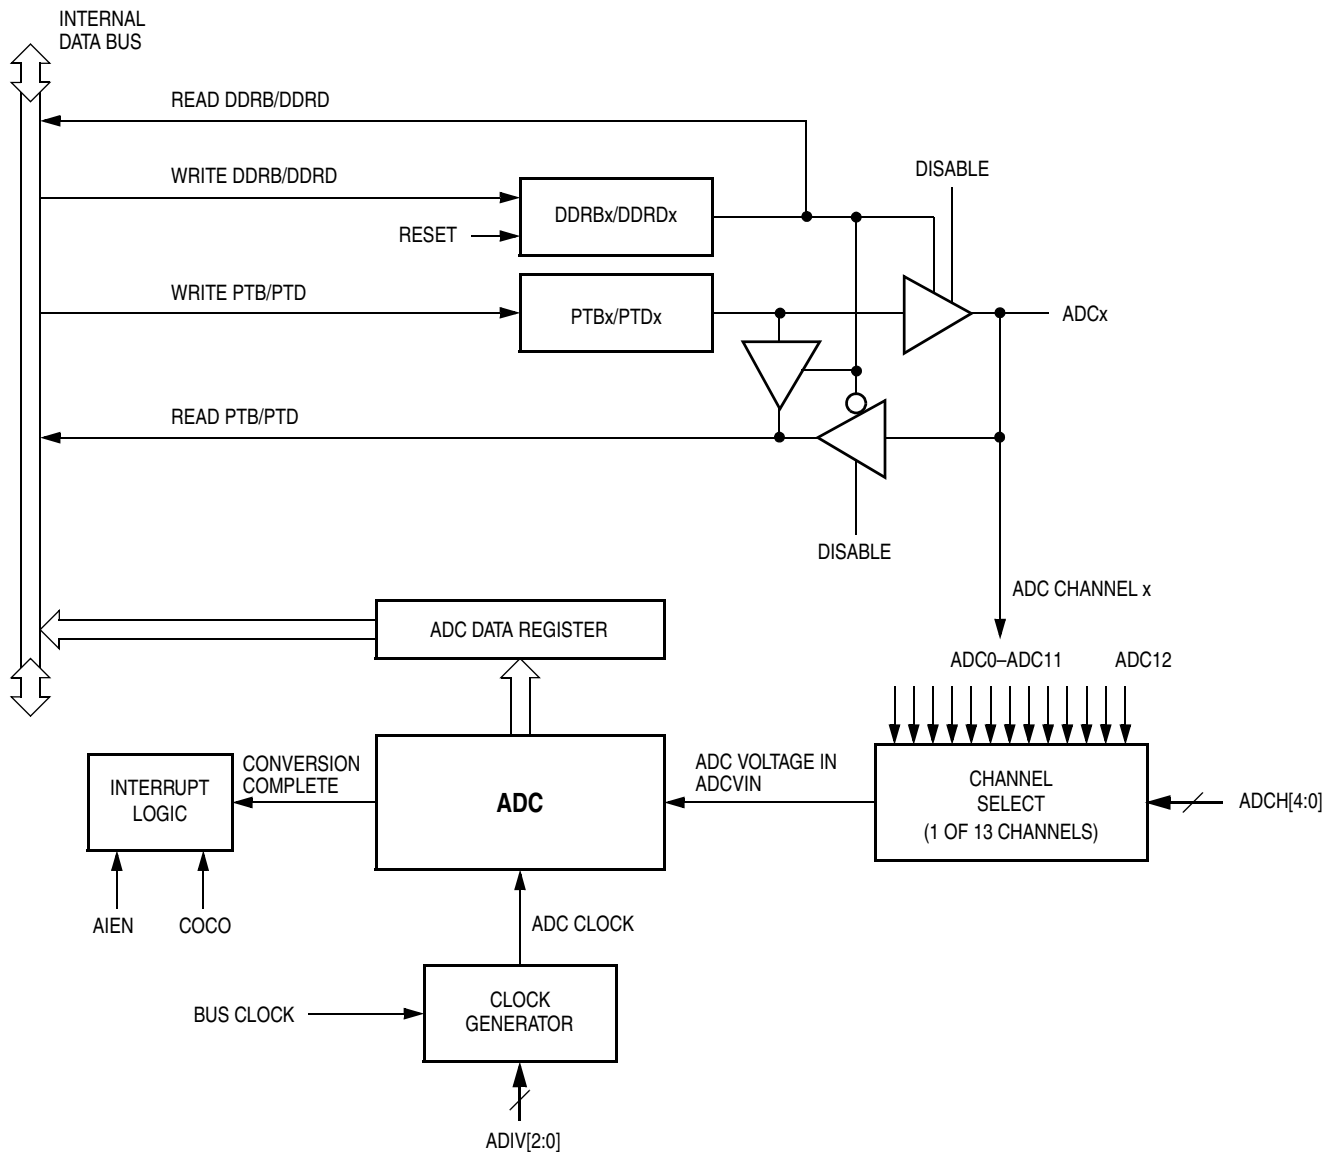 INTERNAL
DATA BUS
READ DDRB/DDRD
WRITE DDRB/DDRD
DISABLE
DDRBx/DDRDx
RESET
WRITE PTB/PTD
PTBx/PTDx
ADCx
READ PTB/PTD
DISABLE
ADC CHANNEL x
ADC DATA REGISTER
ADC0–ADC11
ADC12
CONVERSION
COMPLETE
INTERRUPT
LOGIC
ADC
ADC VOLTAGE IN
ADCVIN
CHANNEL
SELECT
(1 OF 13 CHANNELS)
ADCH[4:0]
AIEN
COCO
ADC CLOCK
BUS CLOCK
CLOCK
GENERATOR
ADIV[2:0]